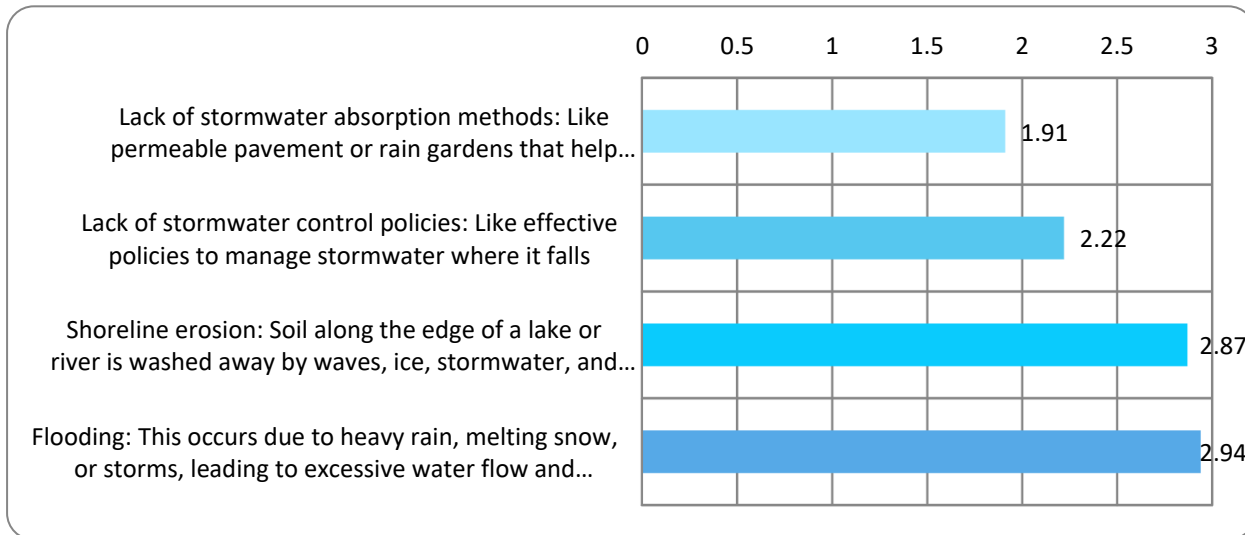 0 0.5 1 1.5 2 2.5 3
Lack of stormwater absorption methods: Like
permeable pavement or rain gardens that help...
1.91
Lack of stormwater control policies: Like effective
policies to manage stormwater where it falls
2.22
Shoreline erosion: Soil along the edge of a lake or
river is washed away by waves, ice, stormwater, and...
2.87
Flooding: This occurs due to heavy rain, melting snow,
or storms, leading to excessive water flow and...
2.94